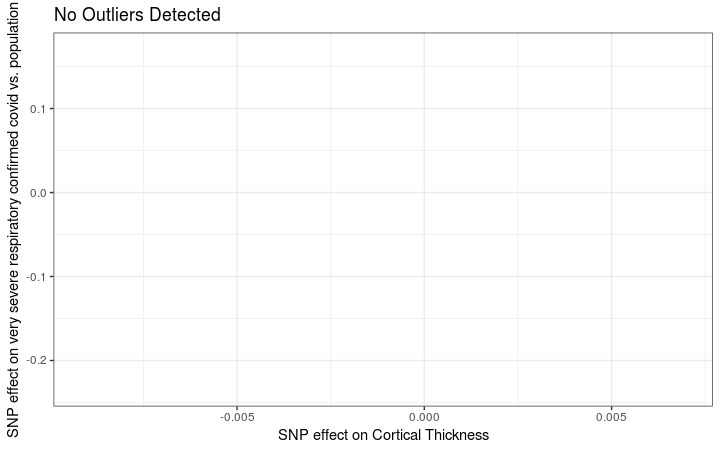 No Outliers Detected
SNP effect on very severe respiratory confirmed covid vs. population
0.1
0.0
-0.1
-0.2
-0.005
0.000
0.005
SNP effect on Cortical Thickness